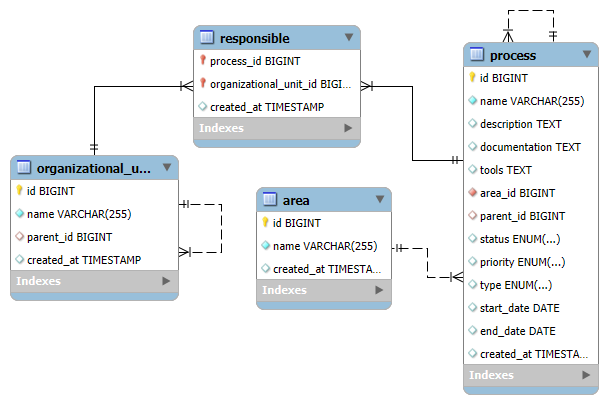 responsible
process_id BIGINT
organizational_unit_id BIGI...
created_at TIMESTAMP
Indexes
process
id BIGINT
name VARCHAR(255)
description TEXT
documentation TEXT
tools TEXT
area_id BIGINT
parent_id BIGINT
status ENUM(...)
priority ENUM(...)
type ENUM(...)
start_date DATE
end_date DATE
created_at TIMESTA...
Indexes
organizational_u...
id BIGINT
name VARCHAR(255)
parent_id BIGINT
created_at TIMESTAMP
Indexes
area
id BIGINT
name VARCHAR(255)
created_at TIMESTA...
Indexes